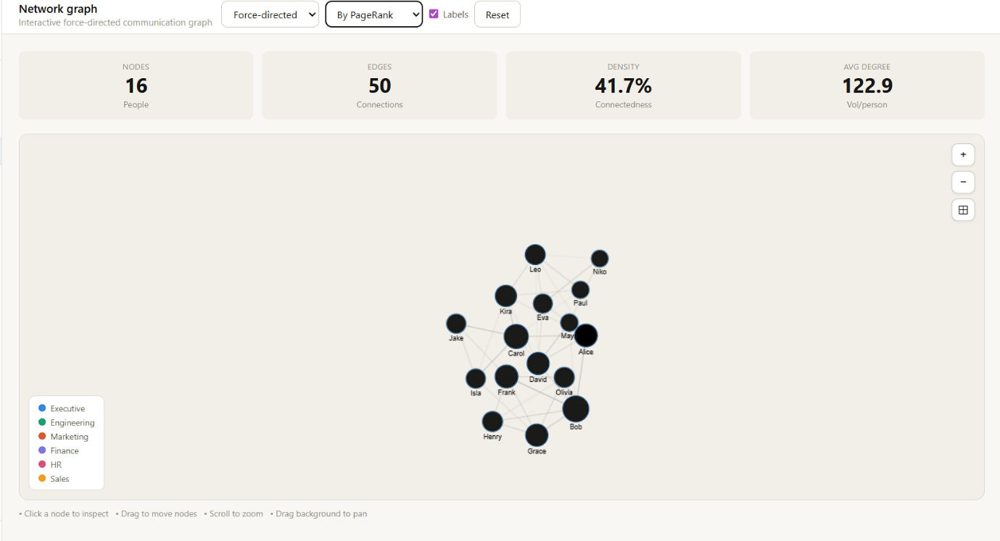 Network graph
Interactive force-directed communication graph
Force-directed
By PageRank
Labels
Reset
NODES
16
People
EDGES
50
Connections
DENSITY
41.7%
Connectedness
AVG DEGREE
122.9
Vol/person
+
−
Leo
Niko
Paul
Kira
Eva
Jake
May
Carol
Alice
David
Isla
Frank
Olivia
Bob
Henry
Grace
Executive
Engineering
Marketing
Finance
HR
Sales
• Click a node to inspect • Drag to move nodes • Scroll to zoom • Drag background to pan